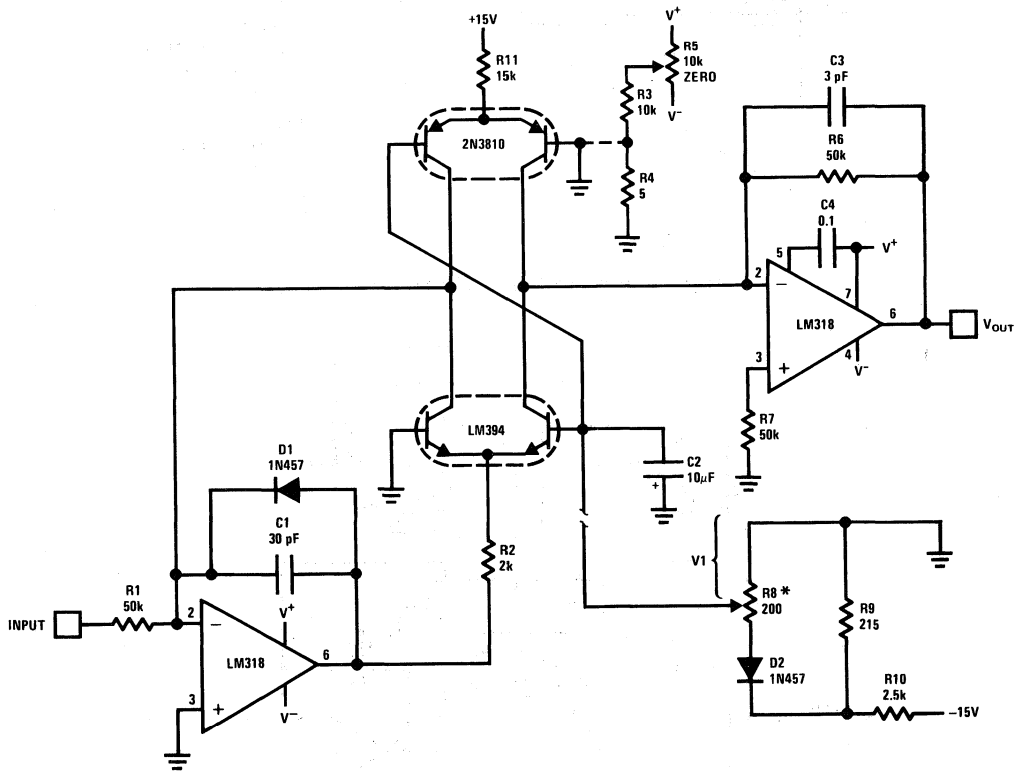 +15V
R11
15k
V+
R5
10k
ZERO
V−
R3
10k
R4
5
2N3810
C3
3 pF
R6
50k
C4
0.1
5
V+
2
−
7
LM318
6
VOUT
3
+
4
V−
R7
50k
LM394
C2
10μF
+
D1
1N457
C1
30 pF
R2
2k
V1
R8*
200
R9
215
D2
1N457
R10
2.5k
−15V
INPUT
R1
50k
2
−
V+
LM318
6
3
+
V−